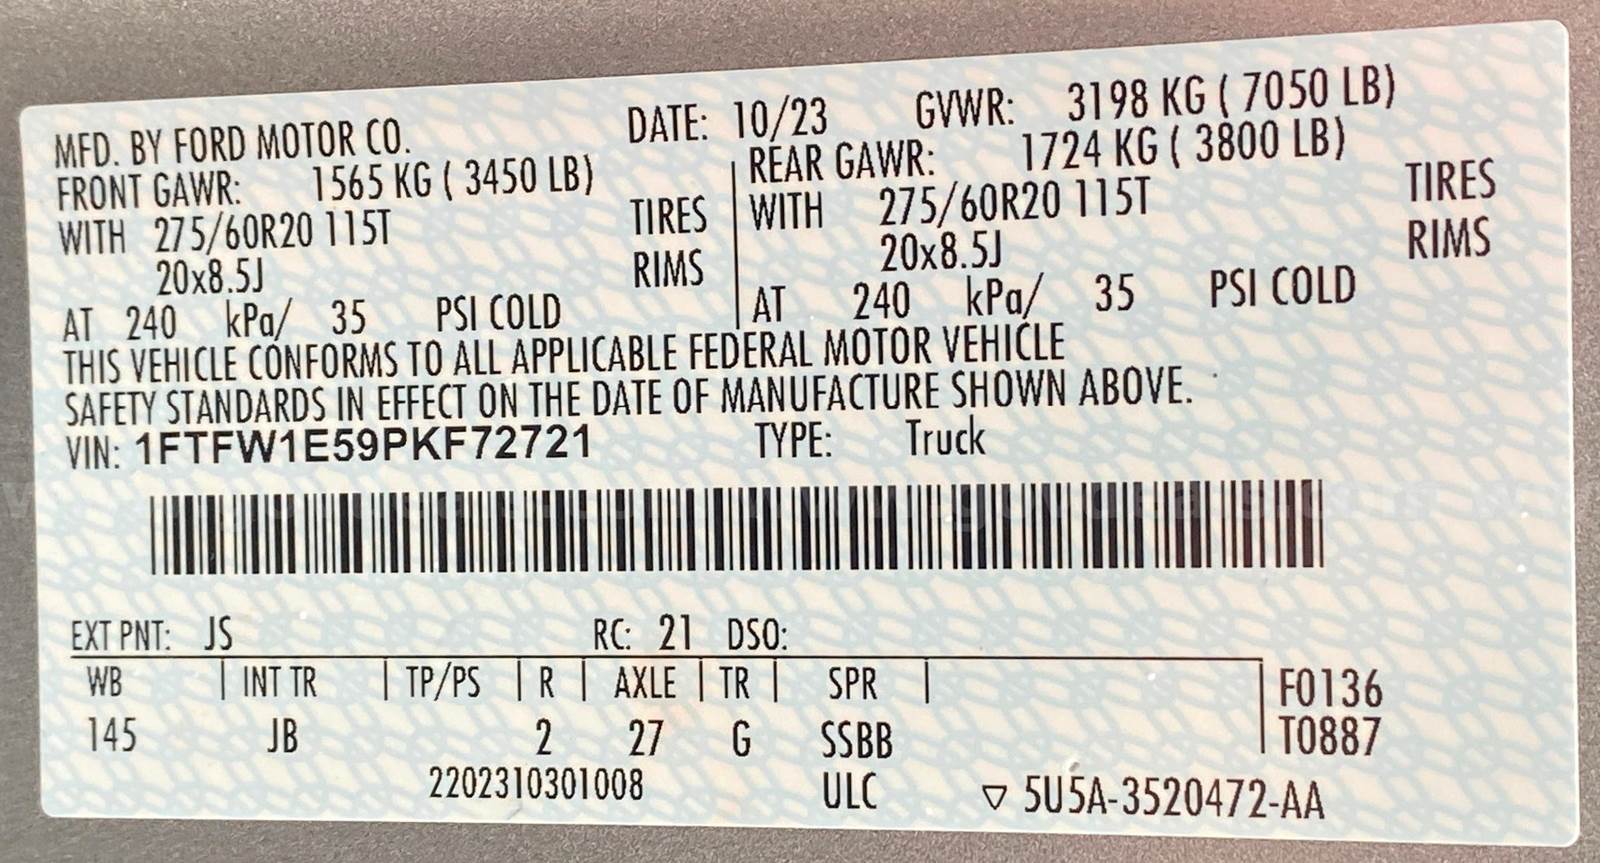 MFD. BY FORD MOTOR CO. DATE: 10/23 GVWR: 3198 KG ( 7050 LB)
FRONT GAWR: 1565 KG ( 3450 LB) REAR GAWR: 1724 KG ( 3800 LB)
WITH 275/60R20 115T TIRES WITH 275/60R20 115T TIRES
20x8.5J RIMS 20x8.5J RIMS
AT 240 kPa/ 35 PSI COLD AT 240 kPa/ 35 PSI COLD
THIS VEHICLE CONFORMS TO ALL APPLICABLE FEDERAL MOTOR VEHICLE
SAFETY STANDARDS IN EFFECT ON THE DATE OF MANUFACTURE SHOWN ABOVE.
VIN: 1FTFW1E59PKF72721 TYPE: Truck
EXT PNT: JS RC: 21 DSO:
WB INT TR TP/PS R AXLE TR SPR F0136
145 JB 2 27 G SSBB T0887
2202310301008 ULC ▽ 5U5A-3520472-AA